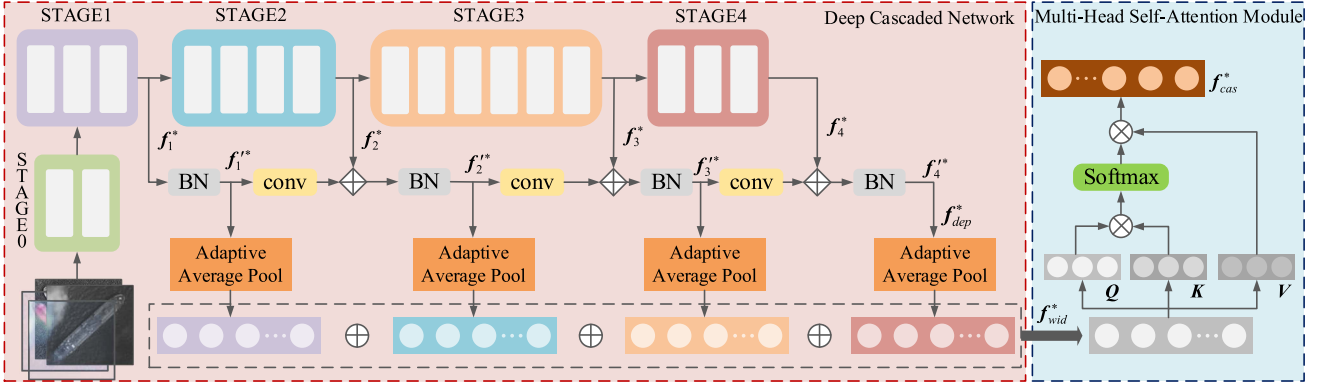 STAGE1
STAGE2
STAGE3
STAGE4
Deep Cascaded Network
Multi-Head Self-Attention Module
STAGE0
f₁*
f₂*
f₃*
f₄*
f*cas
BN
f₁′*
conv
BN
f₂′*
conv
BN
f₃′*
conv
BN
f₄′*
Softmax
f*dep
Adaptive
Average Pool
Adaptive
Average Pool
Adaptive
Average Pool
Adaptive
Average Pool
Q
K
V
f*wid